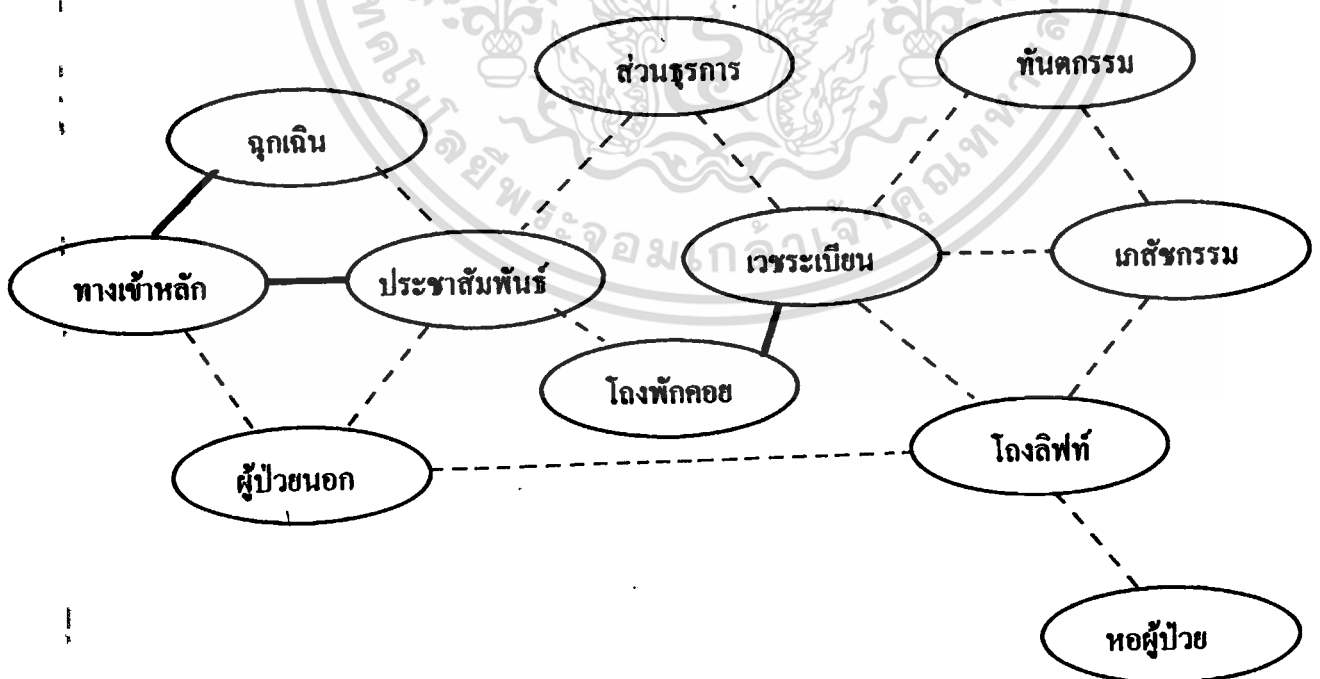 ส่วนธุรการ
ทันตกรรม
ฉุกเฉิน
ทางเข้าหลัก
ประชาสัมพันธ์
เวชระเบียน
เภสัชกรรม
โถงพักคอย
โถงลิฟท์
ผู้ป่วยนอก
หอผู้ป่วย